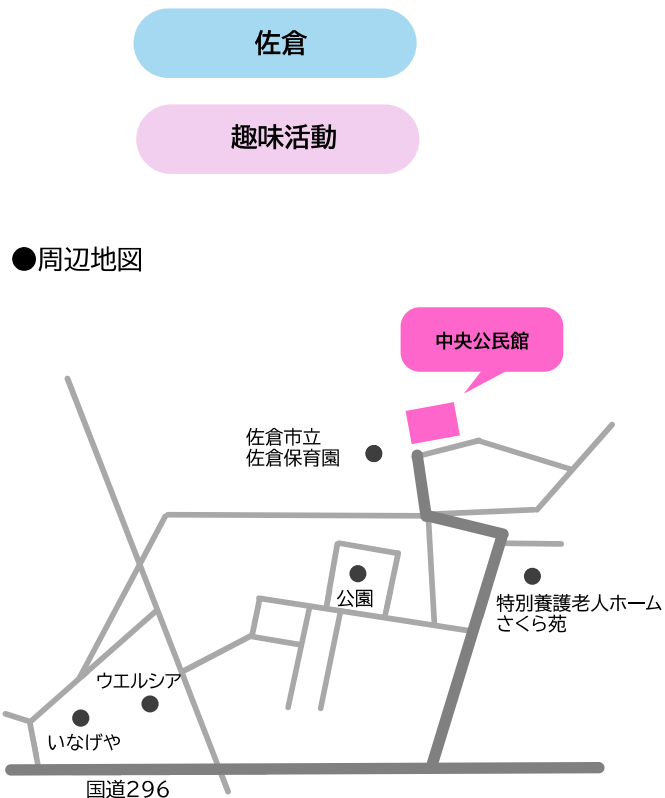 佐倉
趣味活動
●周辺地図
中央公民館
佐倉市立
佐倉保育園
公園
特別養護老人ホーム
さくら苑
ウエルシア
いなげや
国道296